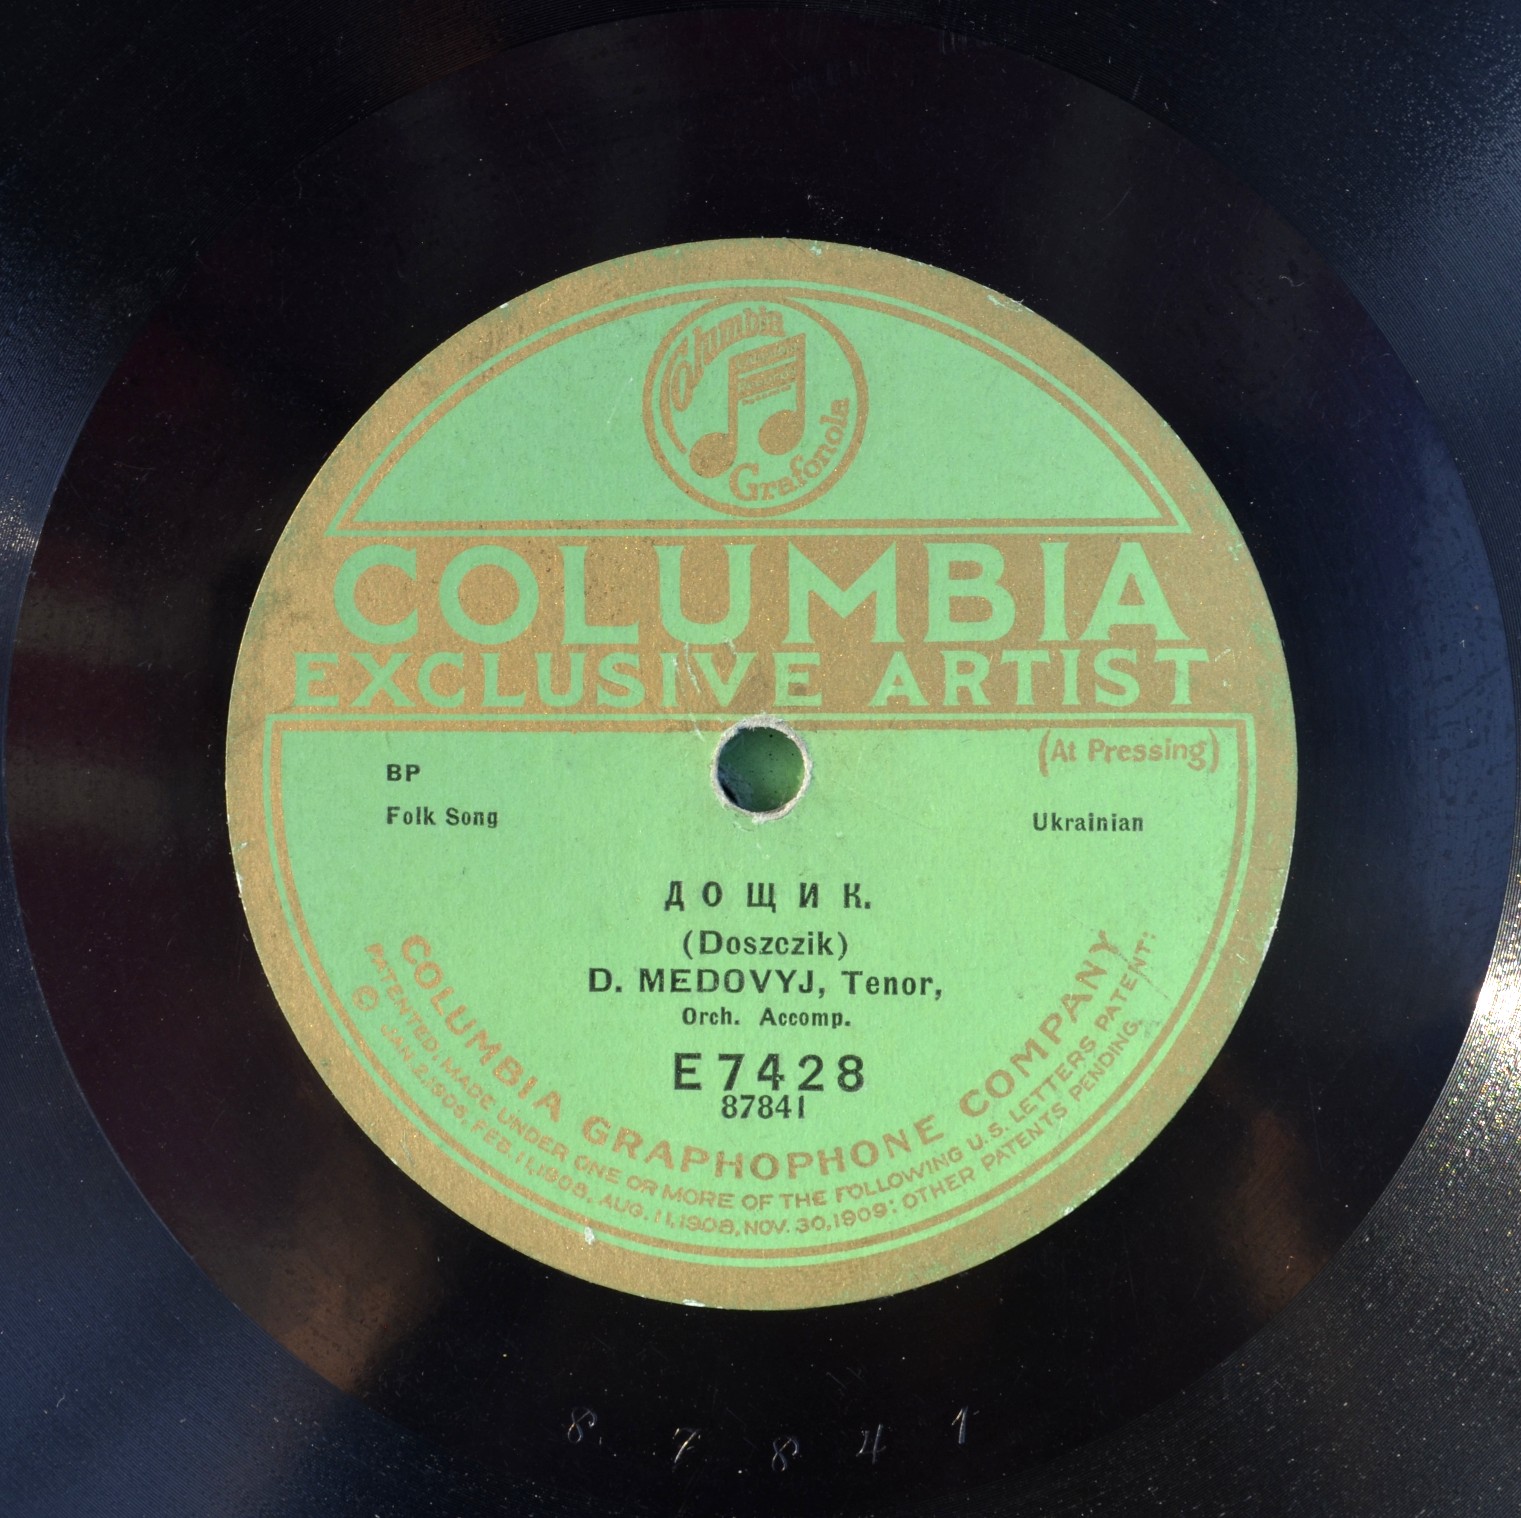 Columbia
Grafonola
COLUMBIA
EXCLUSIVE ARTIST
(At Pressing)
BP
Folk Song
Ukrainian
ДОЩИК.
(Doszczik)
D. MEDOVYJ, Tenor,
Orch. Accomp.
E7428
87841
COLUMBIA GRAPHOPHONE COMPANY
PATENTED, MADE UNDER ONE OR MORE OF THE FOLLOWING U.S. LETTERS PATENT:
© JAN. 2, 1906, FEB. 11, 1908, AUG. 11, 1908, NOV. 30, 1909: OTHER PATENTS PENDING.
87841